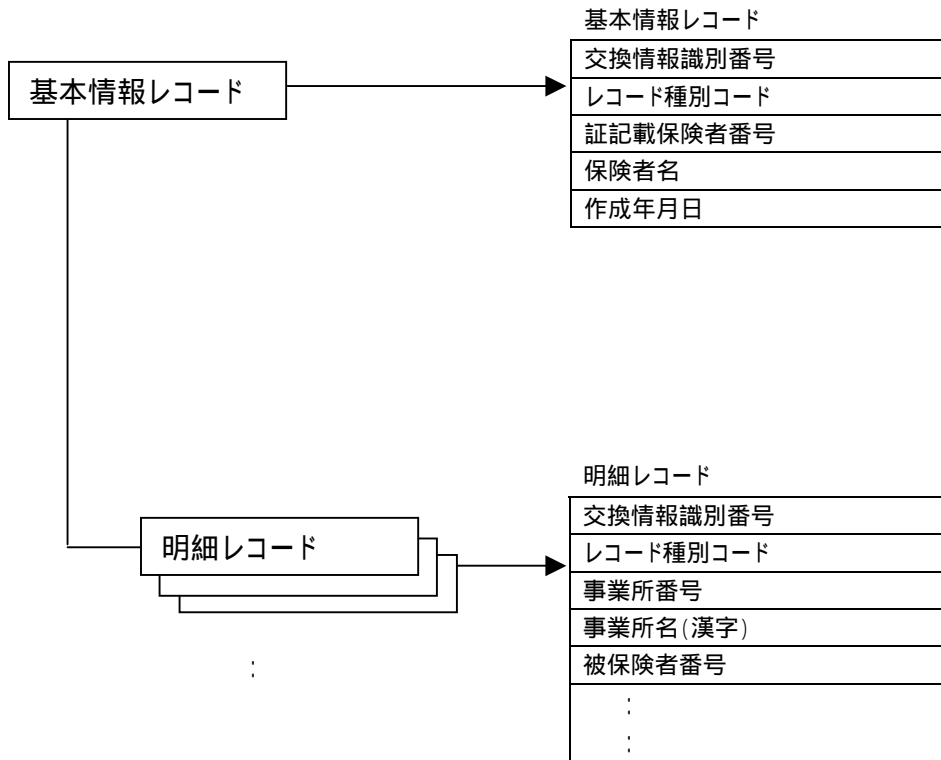 基本情報レコード
基本情報レコード
交換情報識別番号
レコード種別コード
証記載保険者番号
保険者名
作成年月日
明細レコード
明細レコード
交換情報識別番号
レコード種別コード
事業所番号
事業所名(漢字)
被保険者番号
:
:
: